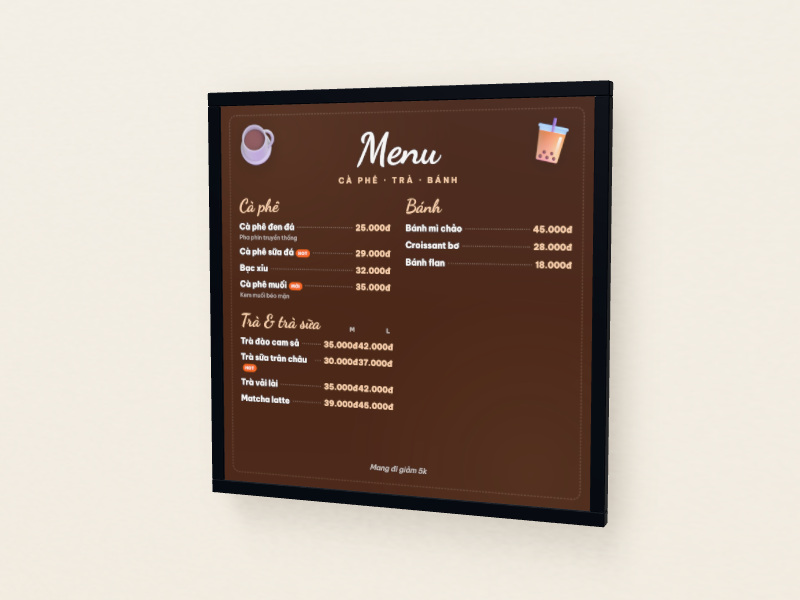 Menu
CÀ PHÊ · TRÀ · BÁNH
Cà phê
Cà phê đen đá 25.000đ
Pha phin truyền thống
Cà phê sữa đá HOT 29.000đ
Bạc xỉu 32.000đ
Cà phê muối MỚI 35.000đ
Kem muối béo mặn
Trà & trà sữa M L
Trà đào cam sả 35.000đ 42.000đ
Trà sữa trân châu 30.000đ 37.000đ
HOT
Trà vải lài 35.000đ 42.000đ
Matcha latte 39.000đ 45.000đ
Bánh
Bánh mì chảo 45.000đ
Croissant bơ 28.000đ
Bánh flan 18.000đ
Mang đi giảm 5k